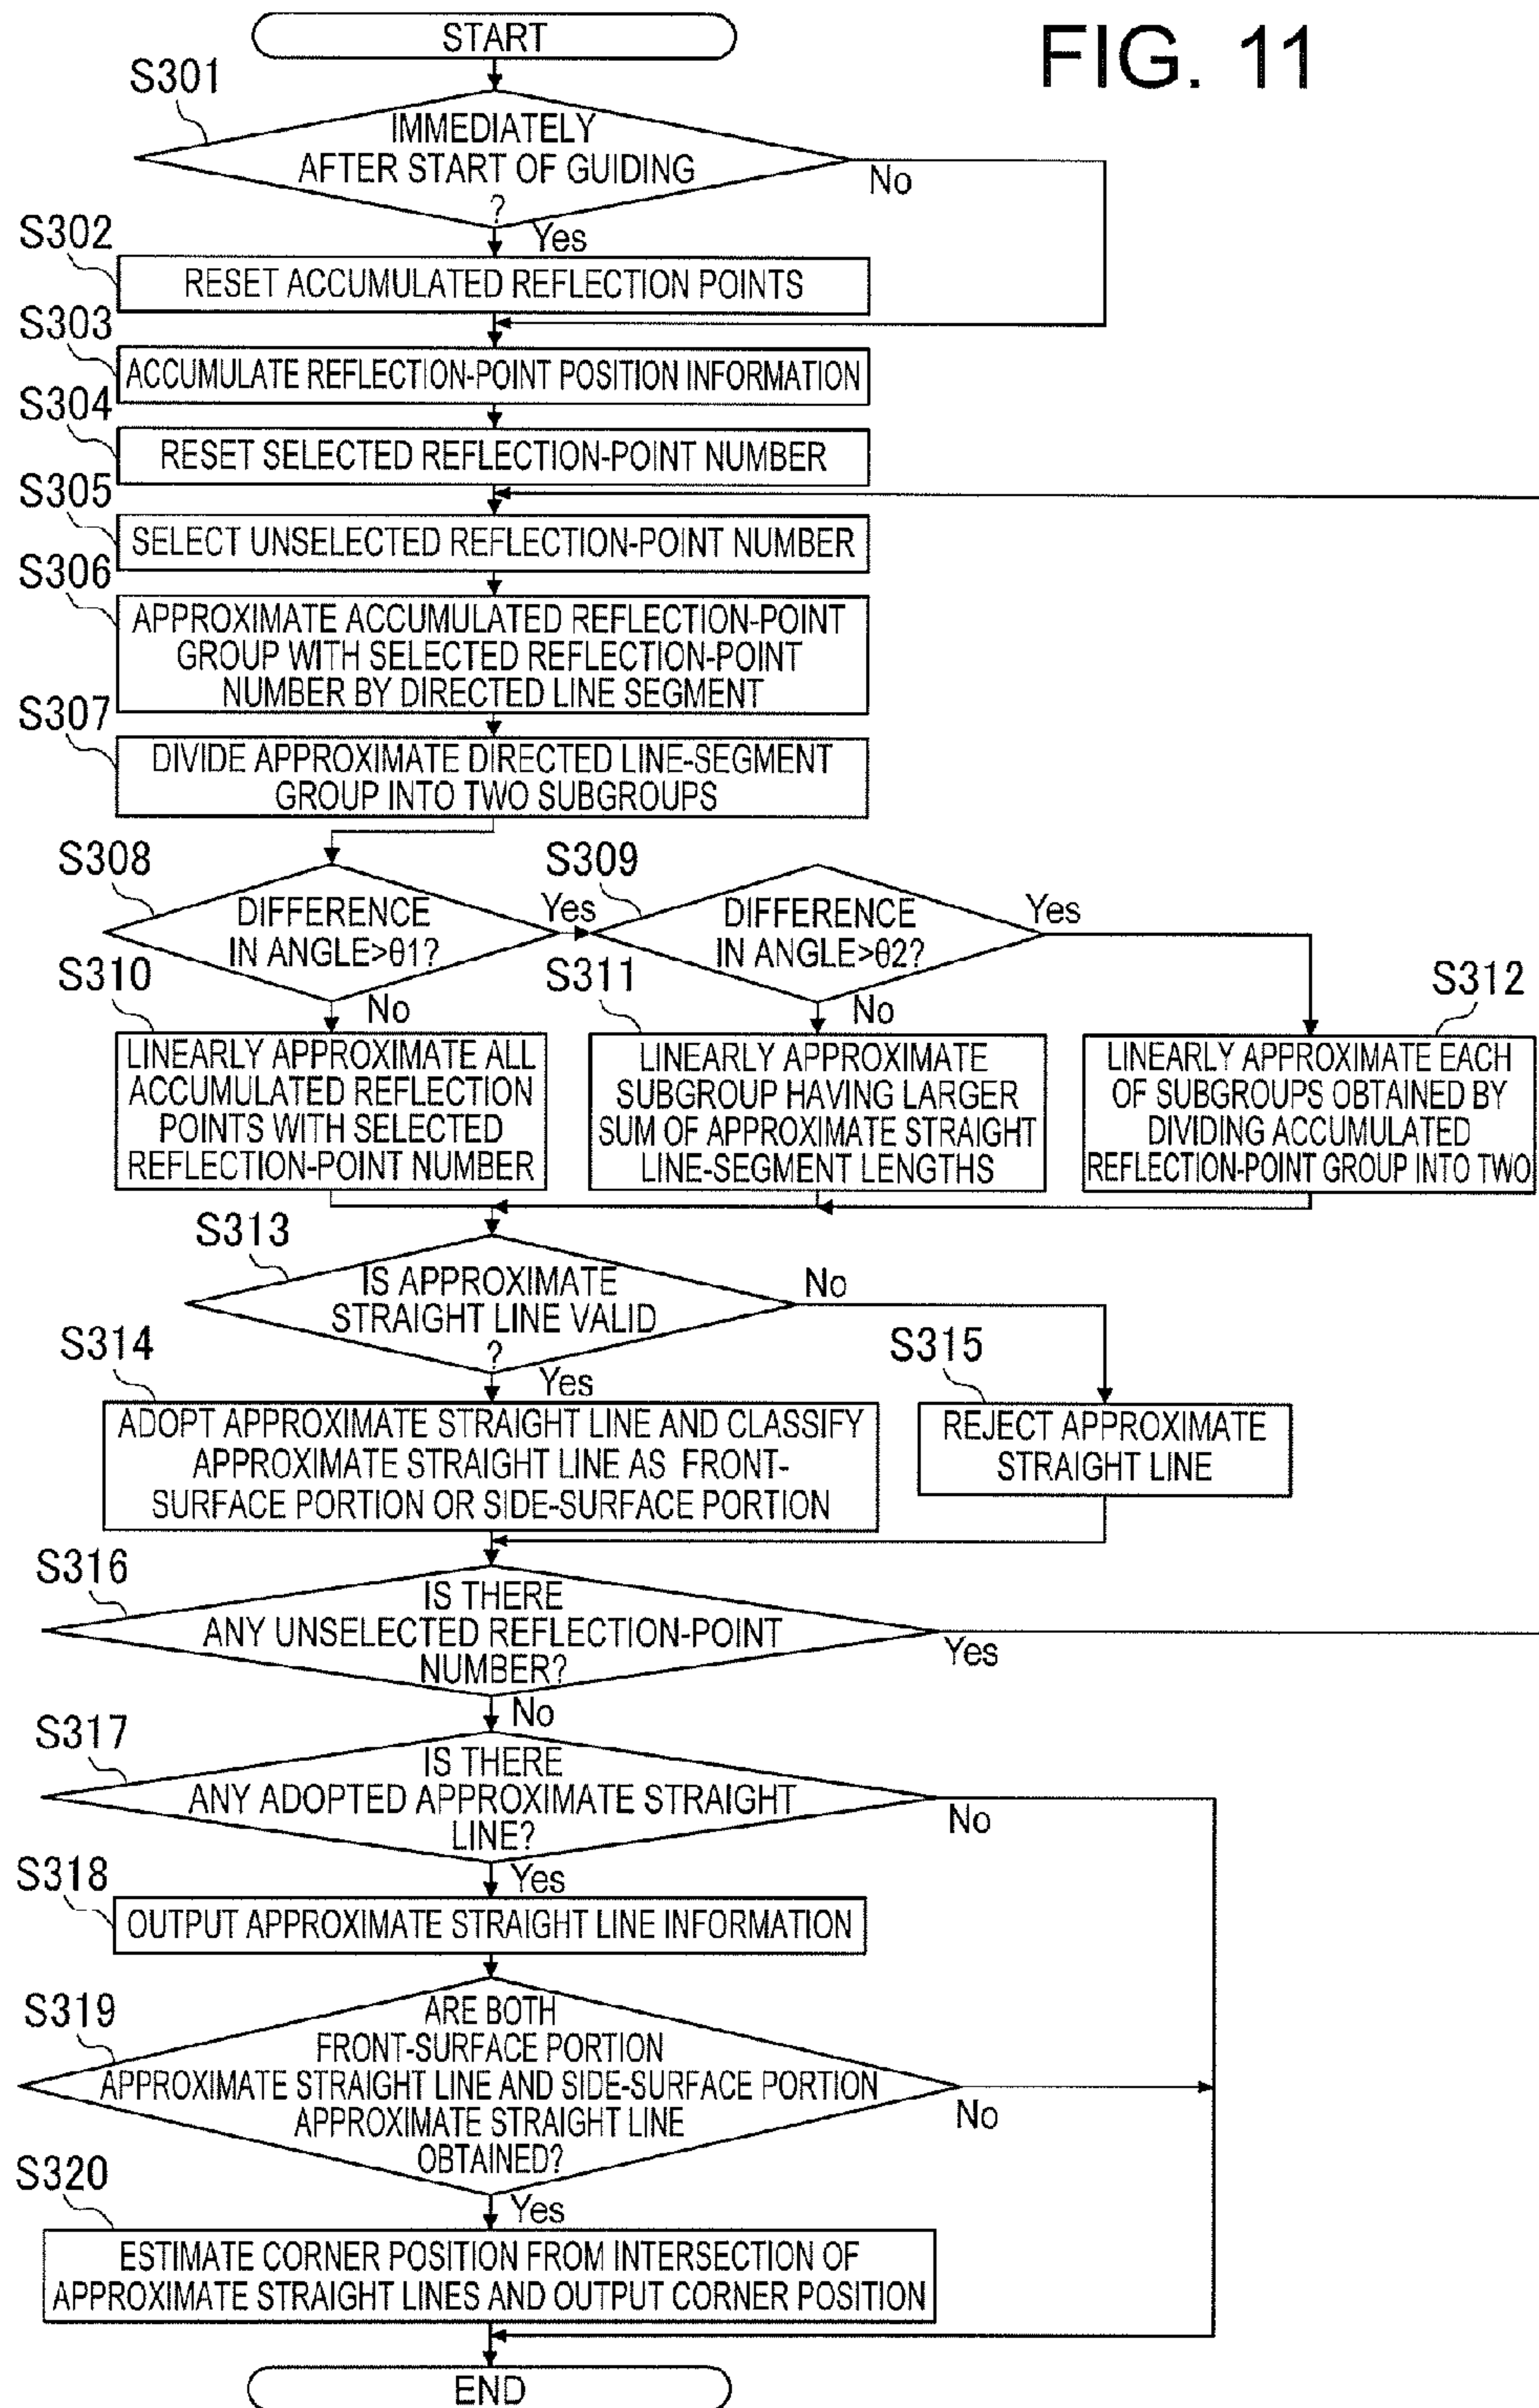 FIG. 11
START
S301
IMMEDIATELY
AFTER START OF GUIDING
?
No
Yes
S302
RESET ACCUMULATED REFLECTION POINTS
S303
ACCUMULATE REFLECTION-POINT POSITION INFORMATION
S304
RESET SELECTED REFLECTION-POINT NUMBER
S305
SELECT UNSELECTED REFLECTION-POINT NUMBER
S306
APPROXIMATE ACCUMULATED REFLECTION-POINT
GROUP WITH SELECTED REFLECTION-POINT
NUMBER BY DIRECTED LINE SEGMENT
S307
DIVIDE APPROXIMATE DIRECTED LINE-SEGMENT
GROUP INTO TWO SUBGROUPS
S308
DIFFERENCE
IN ANGLE>θ1?
Yes
No
S309
DIFFERENCE
IN ANGLE>θ2?
Yes
No
S310
LINEARLY APPROXIMATE ALL
ACCUMULATED REFLECTION
POINTS WITH SELECTED
REFLECTION-POINT NUMBER
S311
LINEARLY APPROXIMATE
SUBGROUP HAVING LARGER
SUM OF APPROXIMATE STRAIGHT
LINE-SEGMENT LENGTHS
S312
LINEARLY APPROXIMATE EACH
OF SUBGROUPS OBTAINED BY
DIVIDING ACCUMULATED
REFLECTION-POINT GROUP INTO TWO
S313
IS APPROXIMATE
STRAIGHT LINE VALID
?
No
Yes
S314
ADOPT APPROXIMATE STRAIGHT LINE AND CLASSIFY
APPROXIMATE STRAIGHT LINE AS FRONT-
SURFACE PORTION OR SIDE-SURFACE PORTION
S315
REJECT APPROXIMATE
STRAIGHT LINE
S316
IS THERE
ANY UNSELECTED REFLECTION-POINT
NUMBER?
Yes
No
S317
IS THERE
ANY ADOPTED APPROXIMATE STRAIGHT
LINE?
No
Yes
S318
OUTPUT APPROXIMATE STRAIGHT LINE INFORMATION
S319
ARE BOTH
FRONT-SURFACE PORTION
APPROXIMATE STRAIGHT LINE AND SIDE-SURFACE PORTION
APPROXIMATE STRAIGHT LINE
OBTAINED?
No
Yes
S320
ESTIMATE CORNER POSITION FROM INTERSECTION OF
APPROXIMATE STRAIGHT LINES AND OUTPUT CORNER POSITION
END